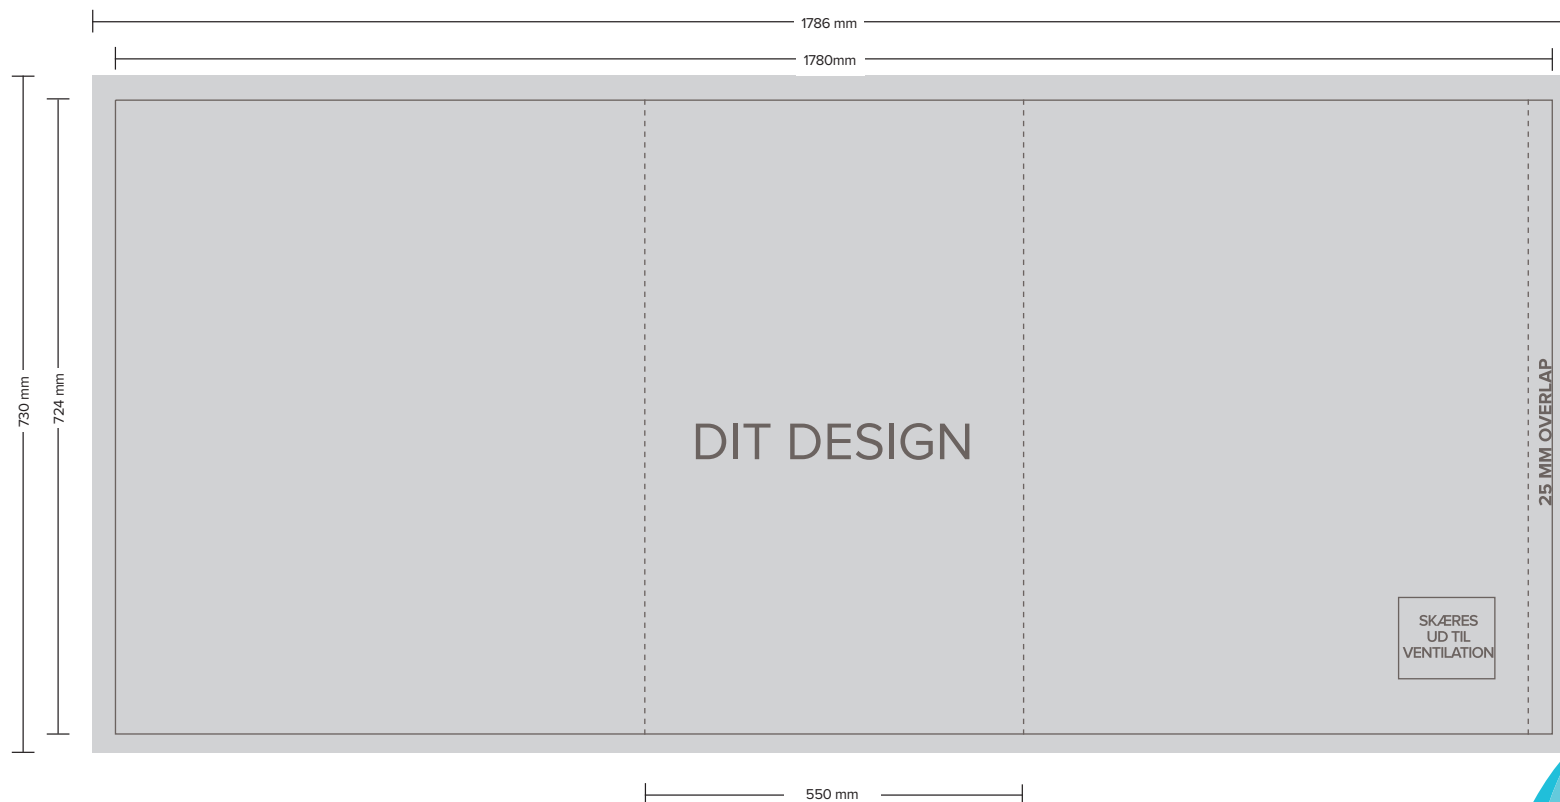 1786 mm
1780mm
730 mm
724 mm
DIT DESIGN
25 MM OVERLAP
SKÆRES
UD TIL
VENTILATION
550 mm